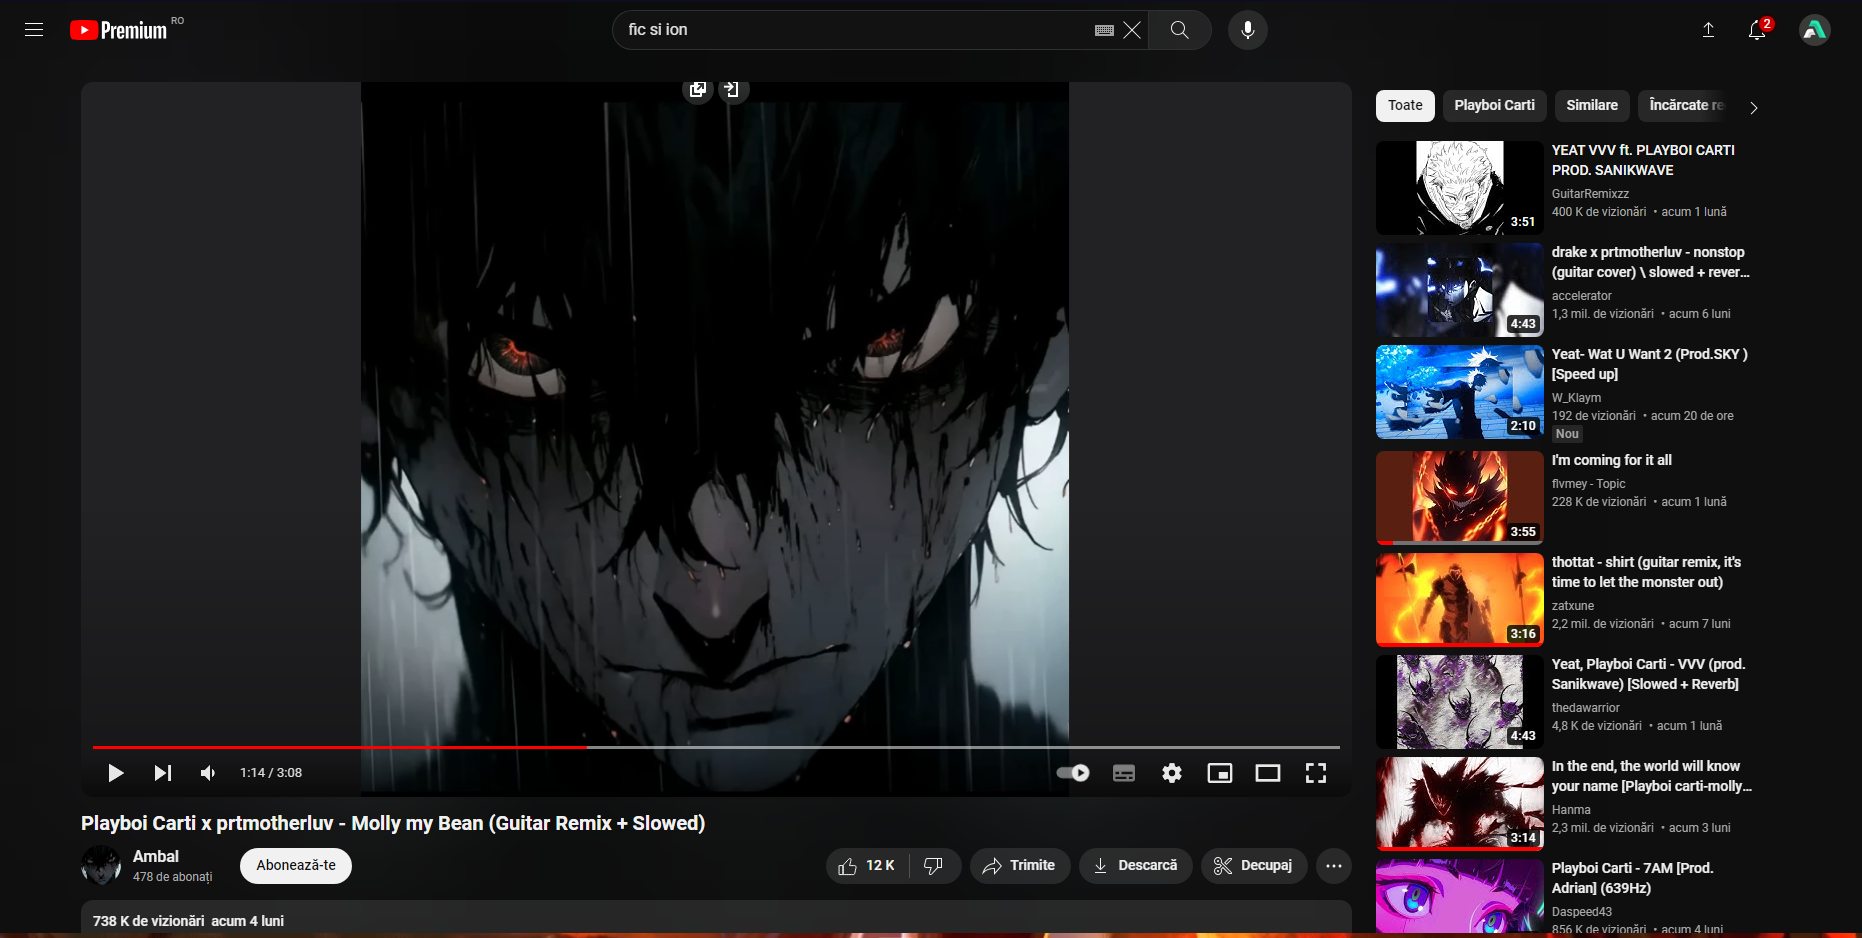 Premium RO
fic si ion
2
Toate
Playboi Carti
Similare
Încărcate re
YEAT VVV ft. PLAYBOI CARTI
PROD. SANIKWAVE
GuitarRemixzz
400 K de vizionări • acum 1 lună
3:51
drake x prtmotherluv - nonstop
(guitar cover) \ slowed + rever...
accelerator
1,3 mil. de vizionări • acum 6 luni
4:43
Yeat- Wat U Want 2 (Prod.SKY )
[Speed up]
W_Klaym
192 de vizionări • acum 20 de ore
Nou
2:10
I'm coming for it all
flvmey - Topic
228 K de vizionări • acum 1 lună
3:55
thottat - shirt (guitar remix, it's
time to let the monster out)
zatxune
2,2 mil. de vizionări • acum 7 luni
3:16
Yeat, Playboi Carti - VVV (prod.
Sanikwave) [Slowed + Reverb]
thedawarrior
4,8 K de vizionări • acum 1 lună
4:43
In the end, the world will know
your name [Playboi carti-molly...
Hanma
2,3 mil. de vizionări • acum 3 luni
3:14
Playboi Carti - 7AM [Prod.
Adrian] (639Hz)
Daspeed43
856 K de vizionări • acum 4 luni
1:14 / 3:08
Playboi Carti x prtmotherluv - Molly my Bean (Guitar Remix + Slowed)
Ambal
478 de abonați
Abonează-te
12 K
Trimite
Descarcă
Decupaj
738 K de vizionări acum 4 luni